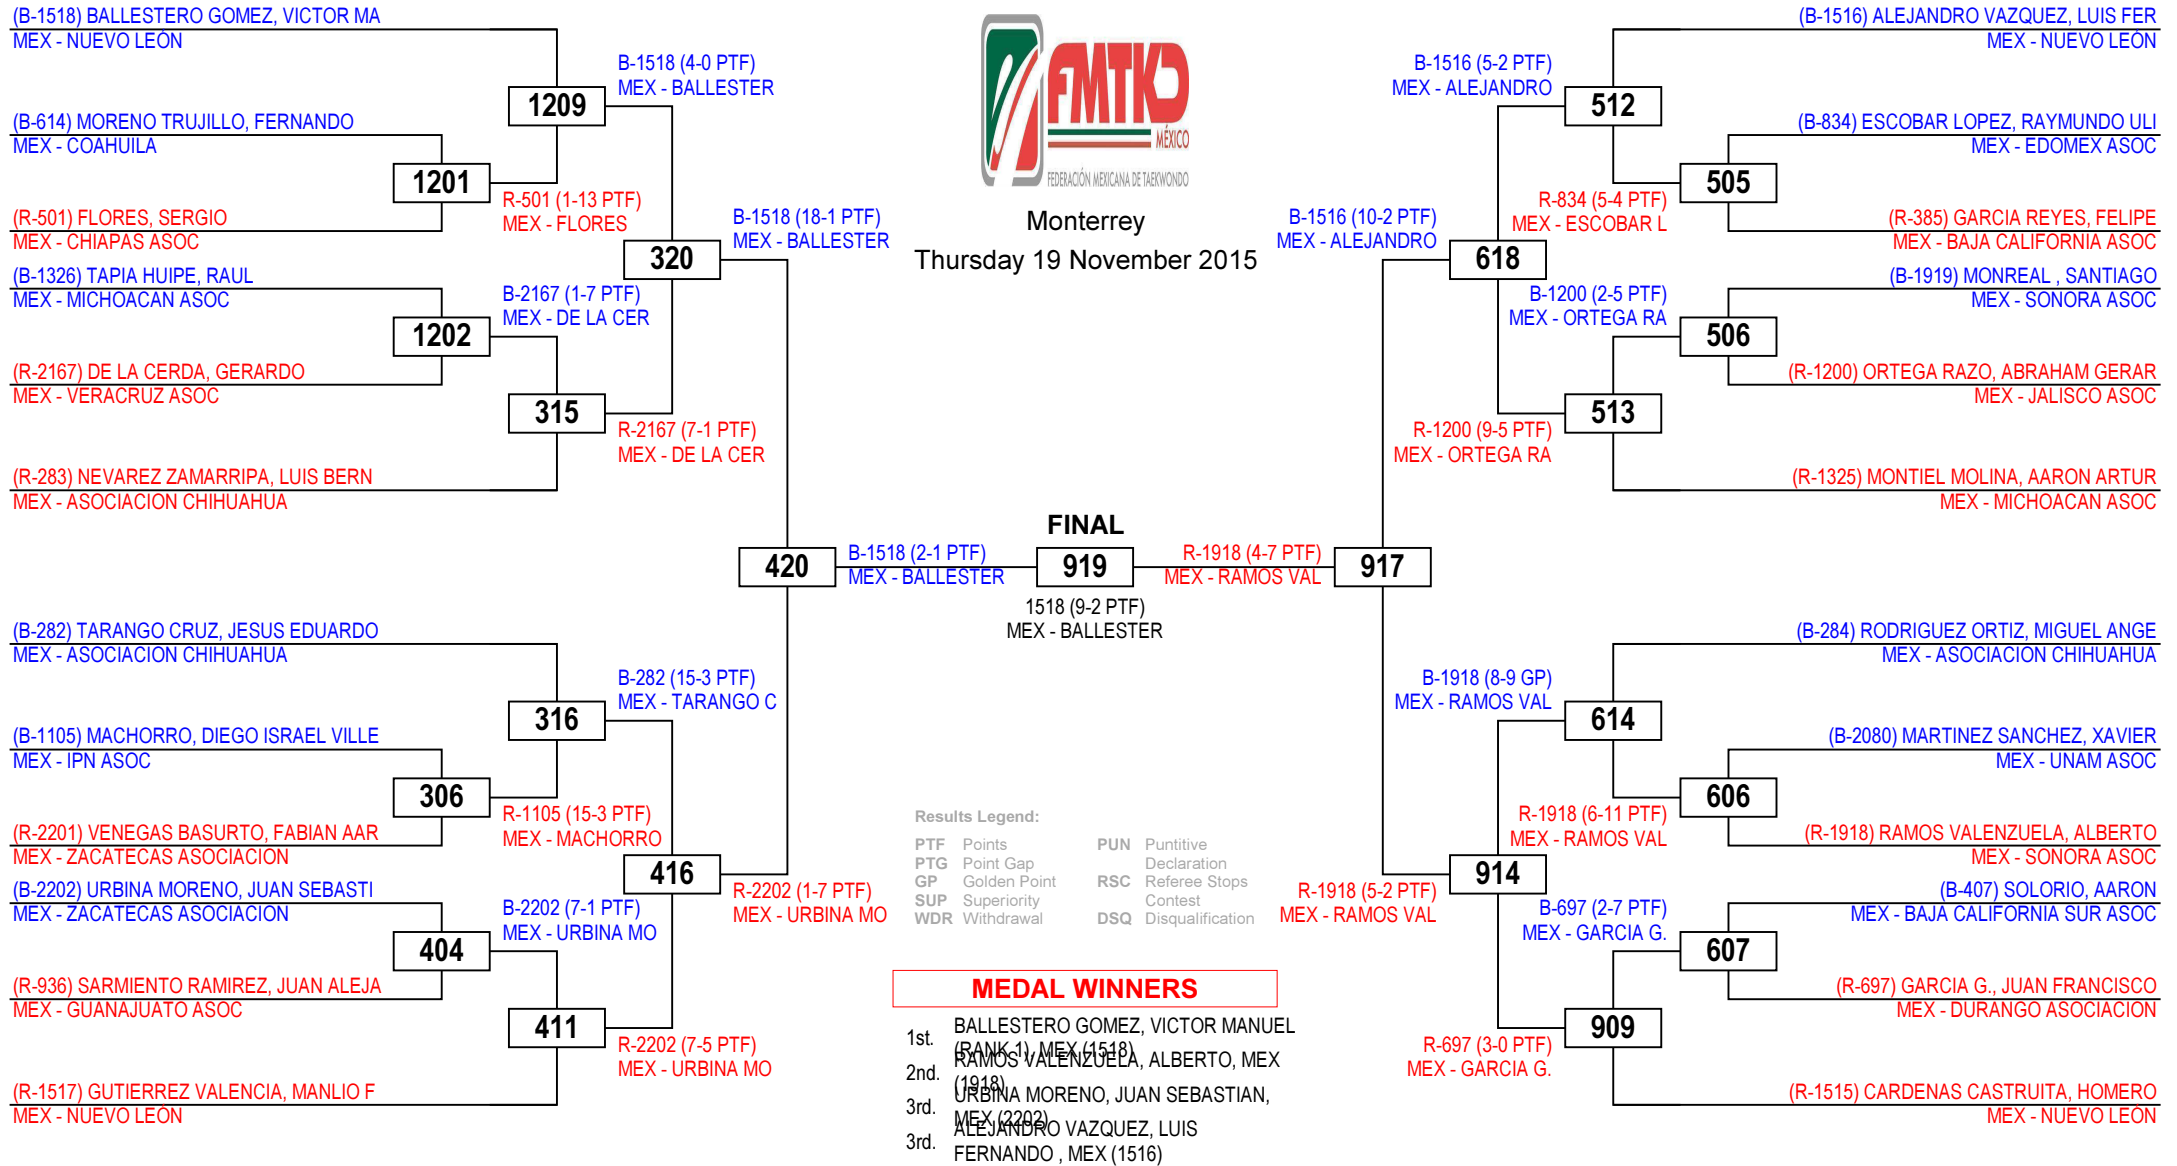 (B-1518) BALLESTERO GOMEZ, VICTOR MA
MEX - NUEVO LEÓN
(B-614) MORENO TRUJILLO, FERNANDO
MEX - COAHUILA
(R-501) FLORES, SERGIO
MEX - CHIAPAS ASOC
(B-1326) TAPIA HUIPE, RAUL
MEX - MICHOACAN ASOC
(R-2167) DE LA CERDA, GERARDO
MEX - VERACRUZ ASOC
(R-283) NEVAREZ ZAMARRIPA, LUIS BERN
MEX - ASOCIACION CHIHUAHUA
(B-282) TARANGO CRUZ, JESUS EDUARDO
MEX - ASOCIACION CHIHUAHUA
(B-1105) MACHORRO, DIEGO ISRAEL VILLE
MEX - IPN ASOC
(R-2201) VENEGAS BASURTO, FABIAN AAR
MEX - ZACATECAS ASOCIACION
(B-2202) URBINA MORENO, JUAN SEBASTI
MEX - ZACATECAS ASOCIACION
(R-936) SARMIENTO RAMIREZ, JUAN ALEJA
MEX - GUANAJUATO ASOC
(R-1517) GUTIERREZ VALENCIA, MANLIO F
MEX - NUEVO LEÓN
1201
1202
306
404
R-501 (1-13 PTF)
MEX - FLORES
B-2167 (1-7 PTF)
MEX - DE LA CER
R-1105 (15-3 PTF)
MEX - MACHORRO
B-2202 (7-1 PTF)
MEX - URBINA MO
1209
315
316
411
B-1518 (4-0 PTF)
MEX - BALLESTER
R-2167 (7-1 PTF)
MEX - DE LA CER
B-282 (15-3 PTF)
MEX - TARANGO C
R-2202 (7-5 PTF)
MEX - URBINA MO
320
416
B-1518 (18-1 PTF)
MEX - BALLESTER
R-2202 (1-7 PTF)
MEX - URBINA MO
420
B-1518 (2-1 PTF)
MEX - BALLESTER
FMTKD
MÉXICO
FEDERACIÓN MEXICANA DE TAEKWONDO
Monterrey
Thursday 19 November 2015
FINAL
919
1518 (9-2 PTF)
MEX - BALLESTER
R-1918 (4-7 PTF)
MEX - RAMOS VAL
917
B-1516 (10-2 PTF)
MEX - ALEJANDRO
R-1918 (5-2 PTF)
MEX - RAMOS VAL
618
914
B-1516 (5-2 PTF)
MEX - ALEJANDRO
R-1200 (9-5 PTF)
MEX - ORTEGA RA
B-1918 (8-9 GP)
MEX - RAMOS VAL
R-697 (3-0 PTF)
MEX - GARCIA G.
512
513
614
909
R-834 (5-4 PTF)
MEX - ESCOBAR L
B-1200 (2-5 PTF)
MEX - ORTEGA RA
R-1918 (6-11 PTF)
MEX - RAMOS VAL
B-697 (2-7 PTF)
MEX - GARCIA G.
505
506
606
607
(B-1516) ALEJANDRO VAZQUEZ, LUIS FER
MEX - NUEVO LEÓN
(B-834) ESCOBAR LOPEZ, RAYMUNDO ULI
MEX - EDOMEX ASOC
(R-385) GARCIA REYES, FELIPE
MEX - BAJA CALIFORNIA ASOC
(B-1919) MONREAL , SANTIAGO
MEX - SONORA ASOC
(R-1200) ORTEGA RAZO, ABRAHAM GERAR
MEX - JALISCO ASOC
(R-1325) MONTIEL MOLINA, AARON ARTUR
MEX - MICHOACAN ASOC
(B-284) RODRIGUEZ ORTIZ, MIGUEL ANGE
MEX - ASOCIACION CHIHUAHUA
(B-2080) MARTINEZ SANCHEZ, XAVIER
MEX - UNAM ASOC
(R-1918) RAMOS VALENZUELA, ALBERTO
MEX - SONORA ASOC
(B-407) SOLORIO, AARON
MEX - BAJA CALIFORNIA SUR ASOC
(R-697) GARCIA G., JUAN FRANCISCO
MEX - DURANGO ASOCIACION
(R-1515) CARDENAS CASTRUITA, HOMERO
MEX - NUEVO LEÓN
Results Legend:
PTF Points
PTG Point Gap
GP Golden Point
SUP Superiority
WDR Withdrawal
PUN Puntitive
Declaration
RSC Referee Stops
Contest
DSQ Disqualification
MEDAL WINNERS
1st. BALLESTERO GOMEZ, VICTOR MANUEL
(RANK 1), MEX (1518)
2nd. RAMOS VALENZUELA, ALBERTO, MEX
(1918)
3rd. URBINA MORENO, JUAN SEBASTIAN,
MEX (2202)
3rd. ALEJANDRO VAZQUEZ, LUIS
FERNANDO , MEX (1516)